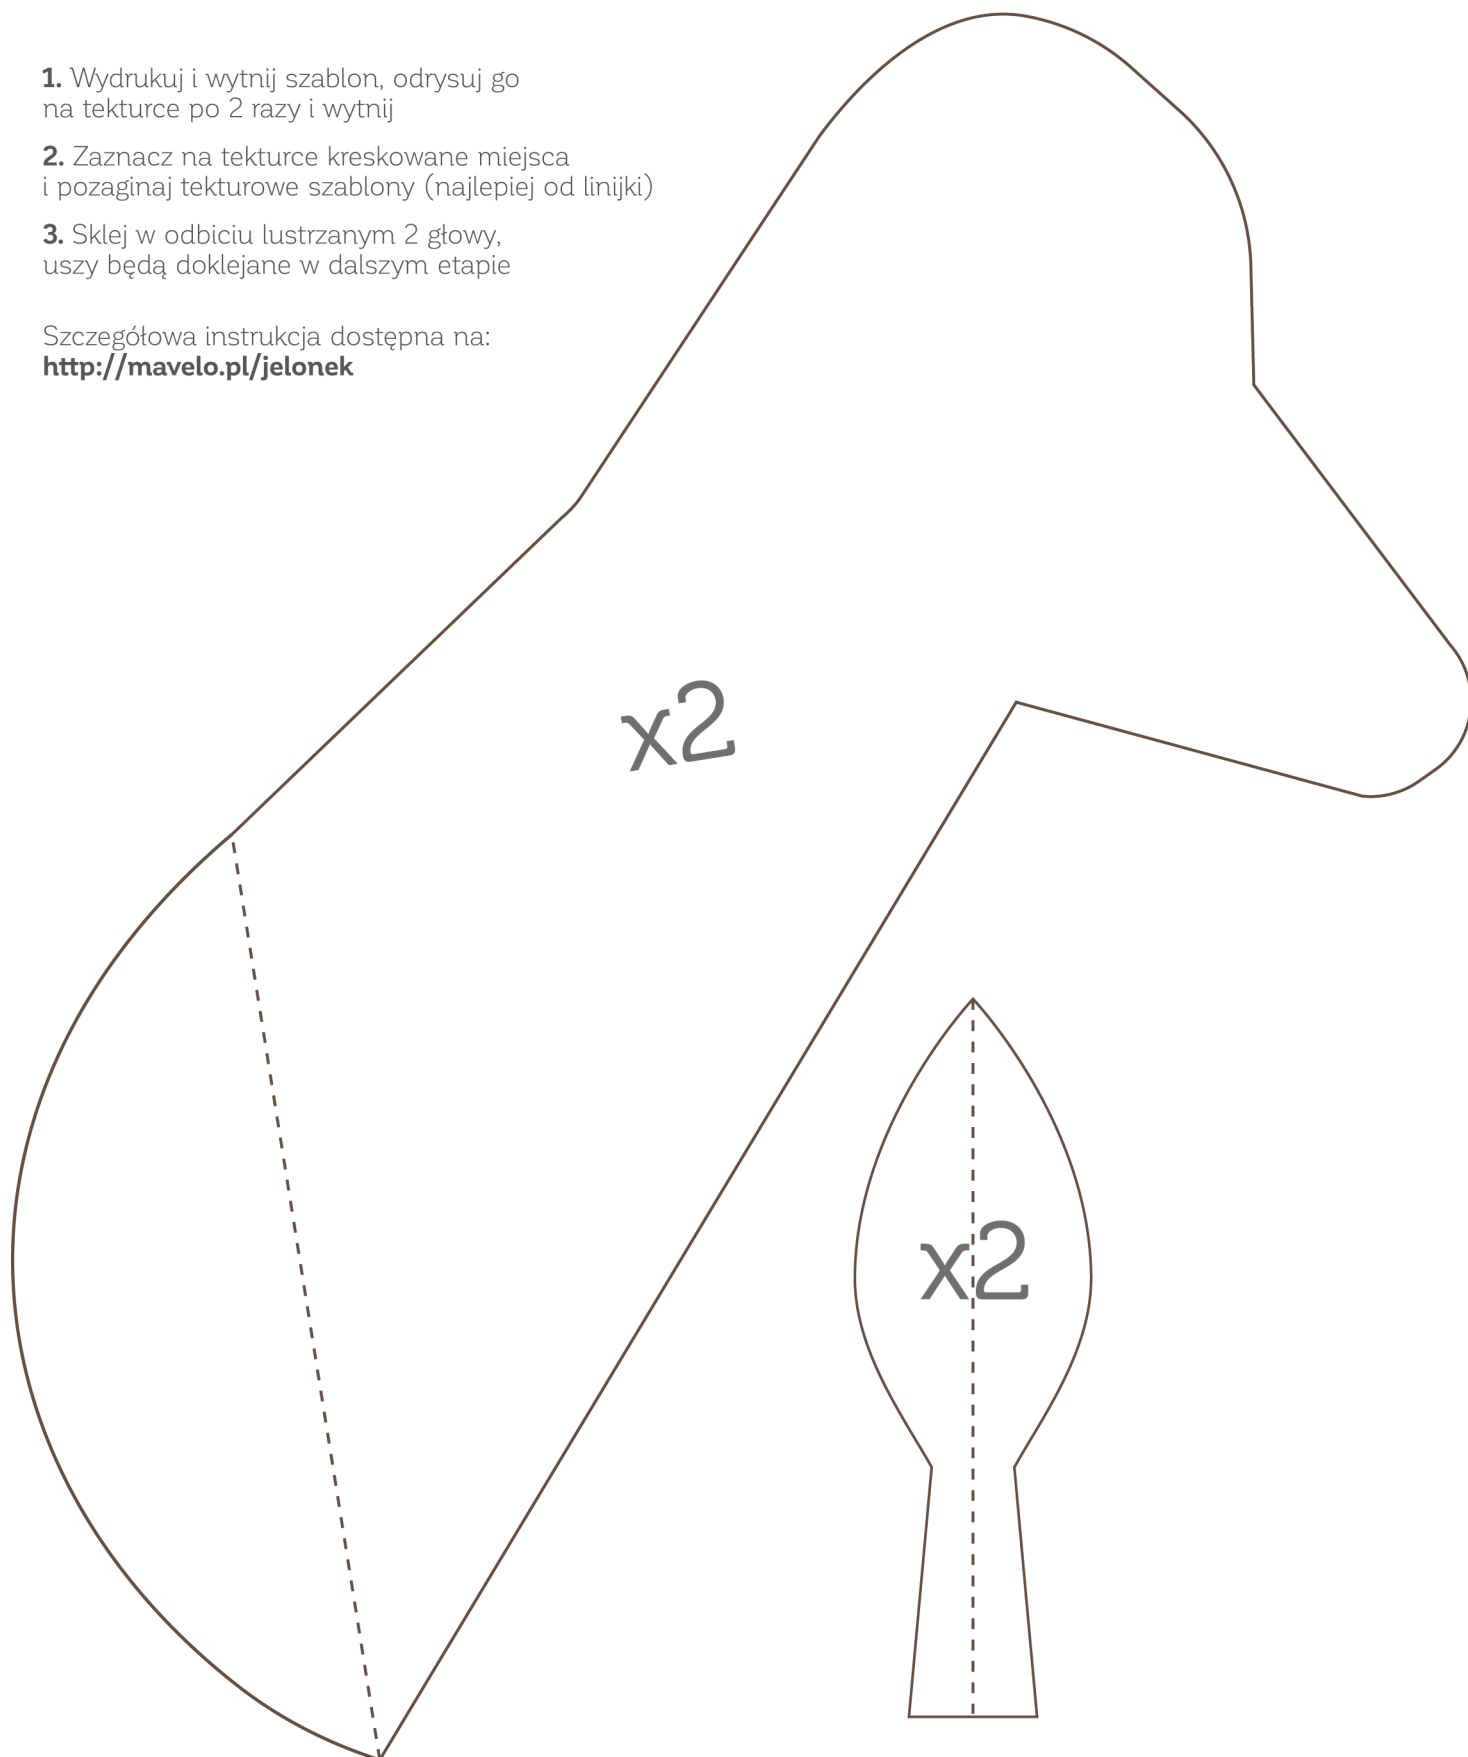 1. Wydrukuj i wytnij szablon, odrysuj go
na tekturce po 2 razy i wytnij
2. Zaznacz na tekturce kreskowane miejsca
i pozaginaj tekturowe szablony (najlepiej od linijki)
3. Sklej w odbiciu lustrzanym 2 głowy,
uszy będą doklejane w dalszym etapie
Szczegółowa instrukcja dostępna na:
http://mavelo.pl/jelonek
x2
x2